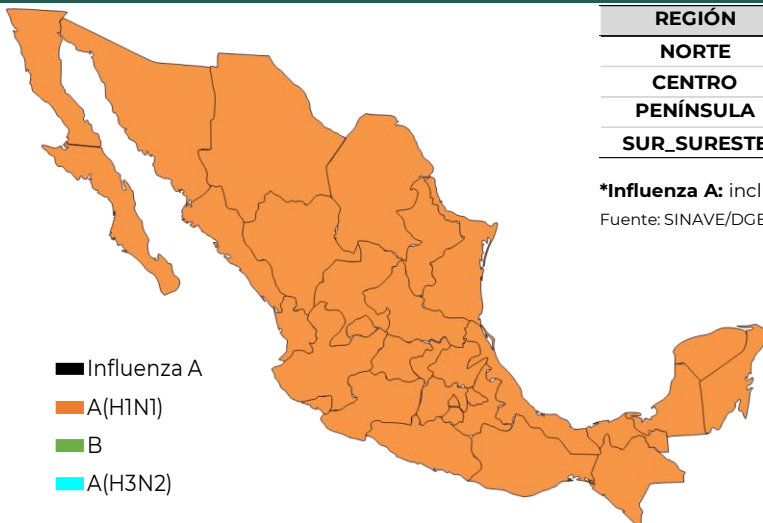 REGIÓN
NORTE
CENTRO
PENÍNSULA
SUR_SURESTE
*Influenza A: incl
Fuente: SINAVE/DGE
Influenza A
A(H1N1)
B
A(H3N2)